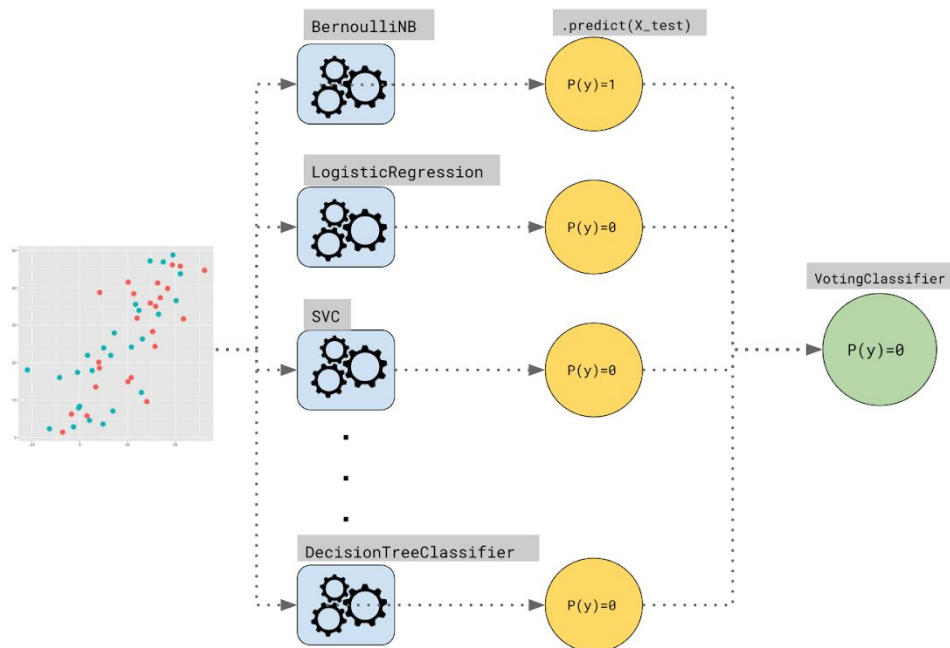 BernoulliNB
.predict(X_test)
P(y)=1
LogisticRegression
P(y)=0
SVC
P(y)=0
VotingClassifier
P(y)=0
DecisionTreeClassifier
P(y)=0